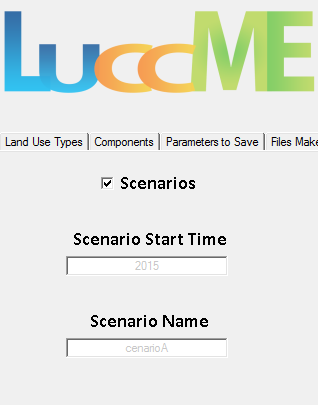 LuccME
Land Use Types Components Parameters to Save Files Make
Scenarios
Scenario Start Time
2015
Scenario Name
cenarioA